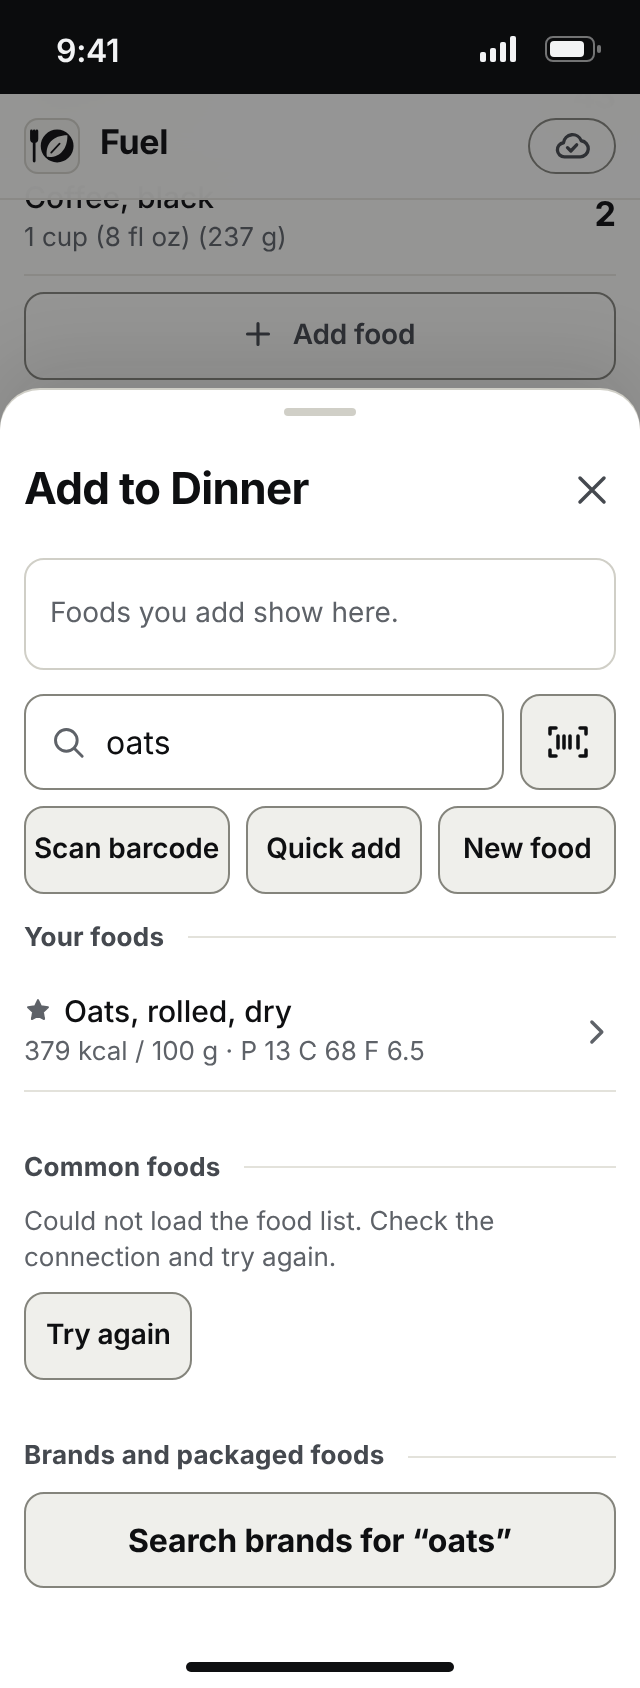 9:41
Fuel
Coffee, black
1 cup (8 fl oz) (237 g)
2
Add food
Add to Dinner
Foods you add show here.
oats
Scan barcode
Quick add
New food
Your foods
Oats, rolled, dry
379 kcal / 100 g · P 13 C 68 F 6.5
Common foods
Could not load the food list. Check the
connection and try again.
Try again
Brands and packaged foods
Search brands for “oats”